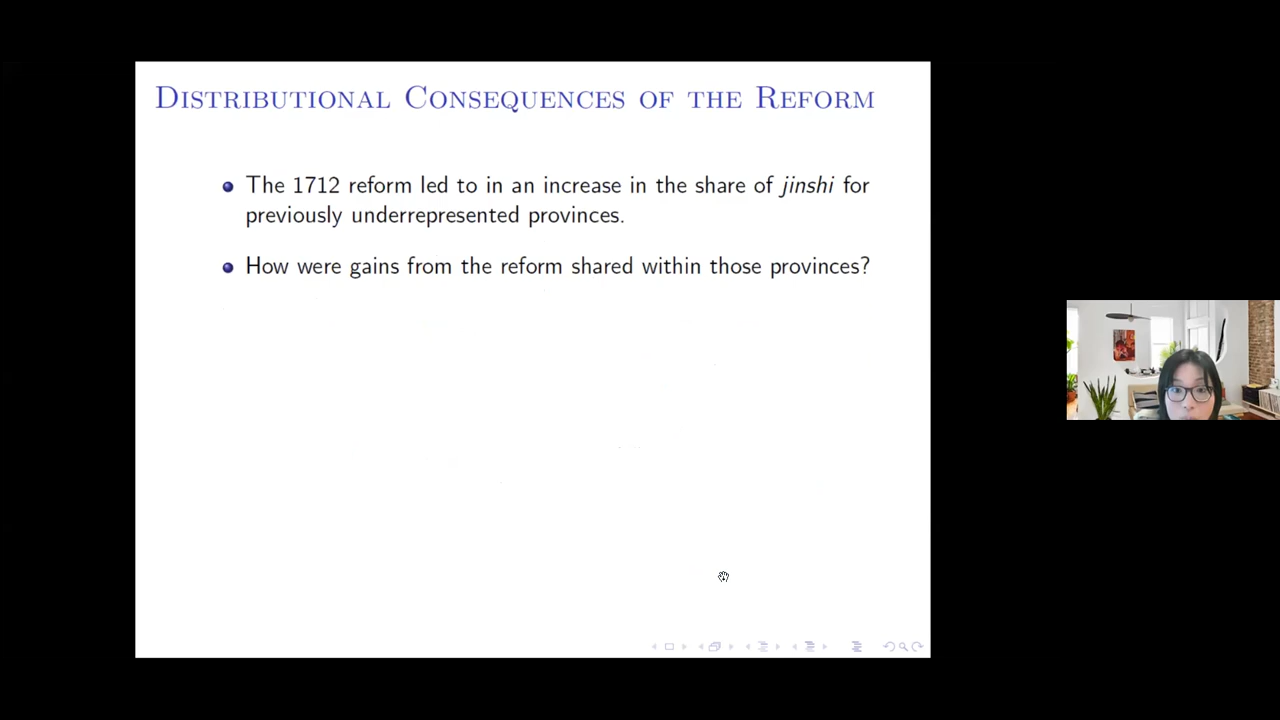 Distributional Consequences of the Reform
The 1712 reform led to in an increase in the share of jinshi for
previously underrepresented provinces.
How were gains from the reform shared within those provinces?